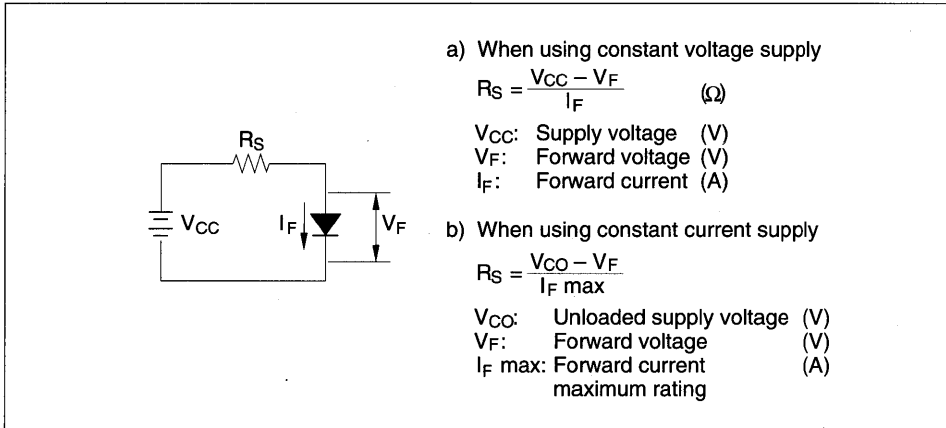 RS
VCC
IF
VF
a) When using constant voltage supply
RS = VCC – VF / IF (Ω)
VCC: Supply voltage (V)
VF: Forward voltage (V)
IF: Forward current (A)
b) When using constant current supply
RS = VCO – VF / IF max
VCO: Unloaded supply voltage (V)
VF: Forward voltage (V)
IF max: Forward current (A)
maximum rating